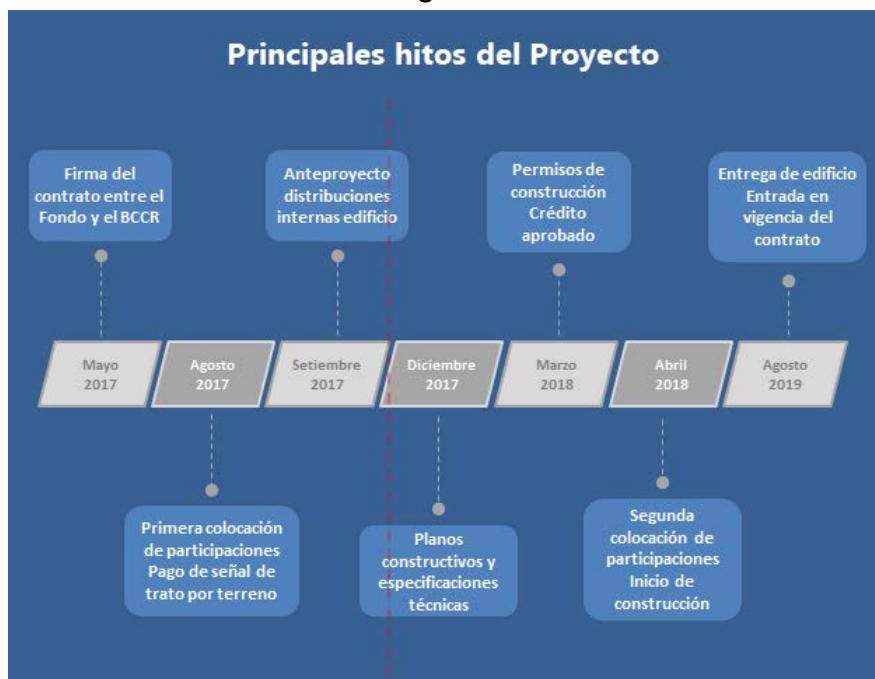 Principales hitos del Proyecto
Firma del
contrato entre el
Fondo y el BCCR
Anteproyecto
distribuciones
internas edificio
Permisos de
construcción
Crédito
aprobado
Entrega de edificio
Entrada en
vigencia del
contrato
Mayo
2017
Agosto
2017
Setiembre
2017
Diciembre
2017
Marzo
2018
Abril
2018
Agosto
2019
Primera colocación
de participaciones
Pago de señal de
trato por terreno
Planos
constructivos y
especificaciones
técnicas
Segunda
colocación de
participaciones
Inicio de
construcción